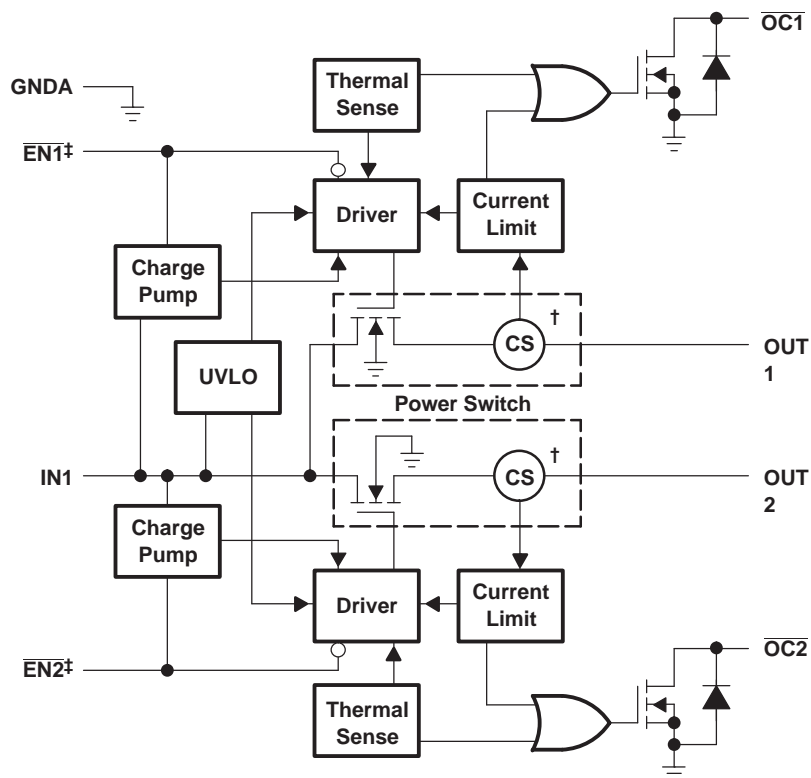 OC1
Thermal
Sense
GNDA
EN1‡
Driver
Current
Limit
Charge
Pump
†
CS
OUT
1
UVLO
Power Switch
†
IN1
CS
OUT
2
Charge
Pump
Driver
Current
Limit
EN2‡
OC2
Thermal
Sense